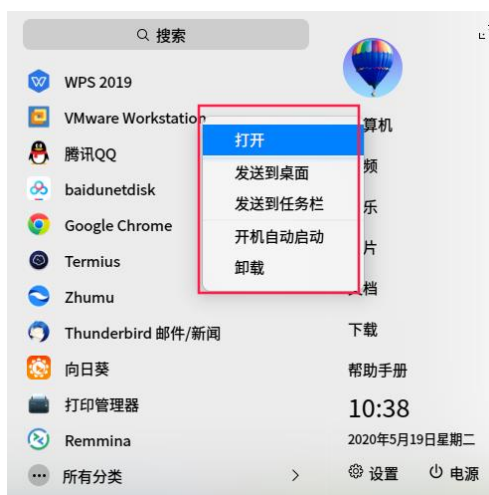 搜索
WPS 2019
VMware Workstation
打开
算机
腾讯QQ
发送到桌面
频
baidunetdisk
发送到任务栏
乐
Google Chrome
开机自动启动
片
Termius
卸载
Zhumu
文档
Thunderbird 邮件/新闻
下载
向日葵
帮助手册
打印管理器
10:38
Remmina
2020年5月19日星期二
所有分类
设置
电源